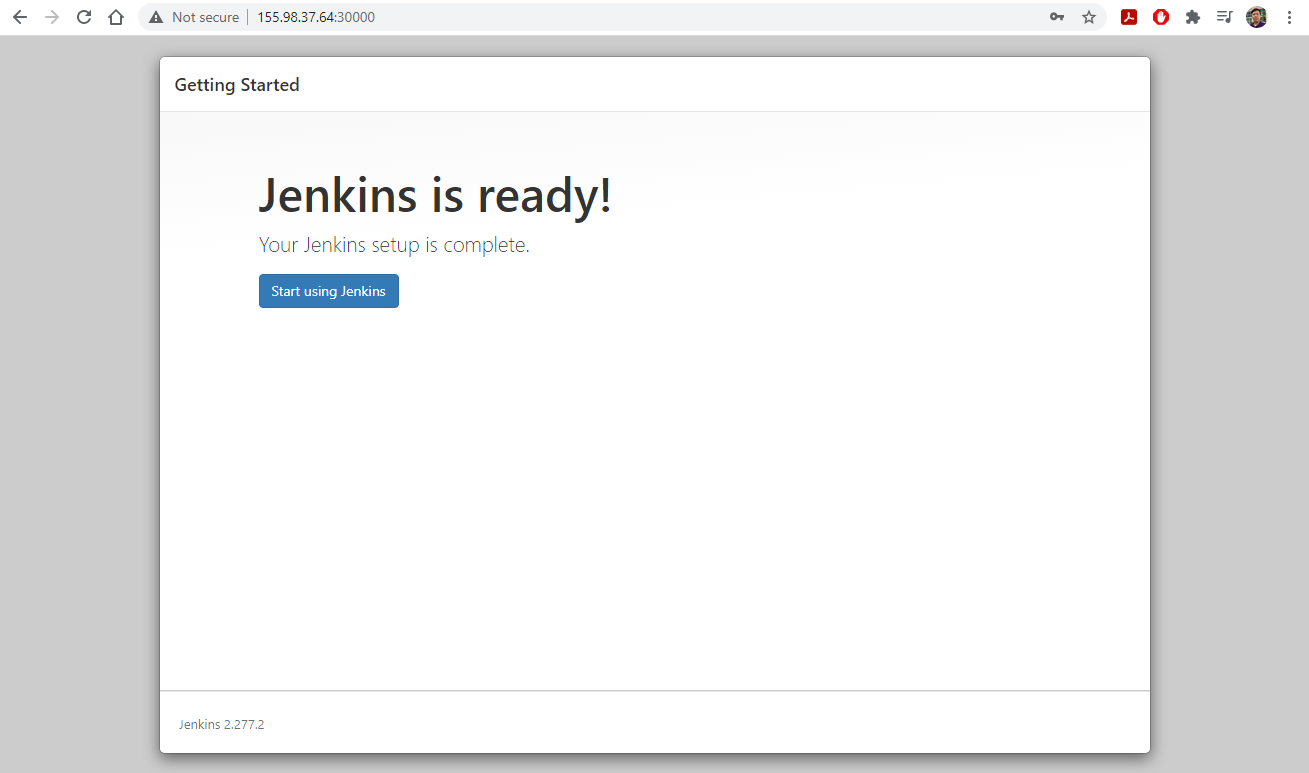 Not secure 155.98.37.64:30000
Getting Started
Jenkins is ready!
Your Jenkins setup is complete.
Start using Jenkins
Jenkins 2.277.2